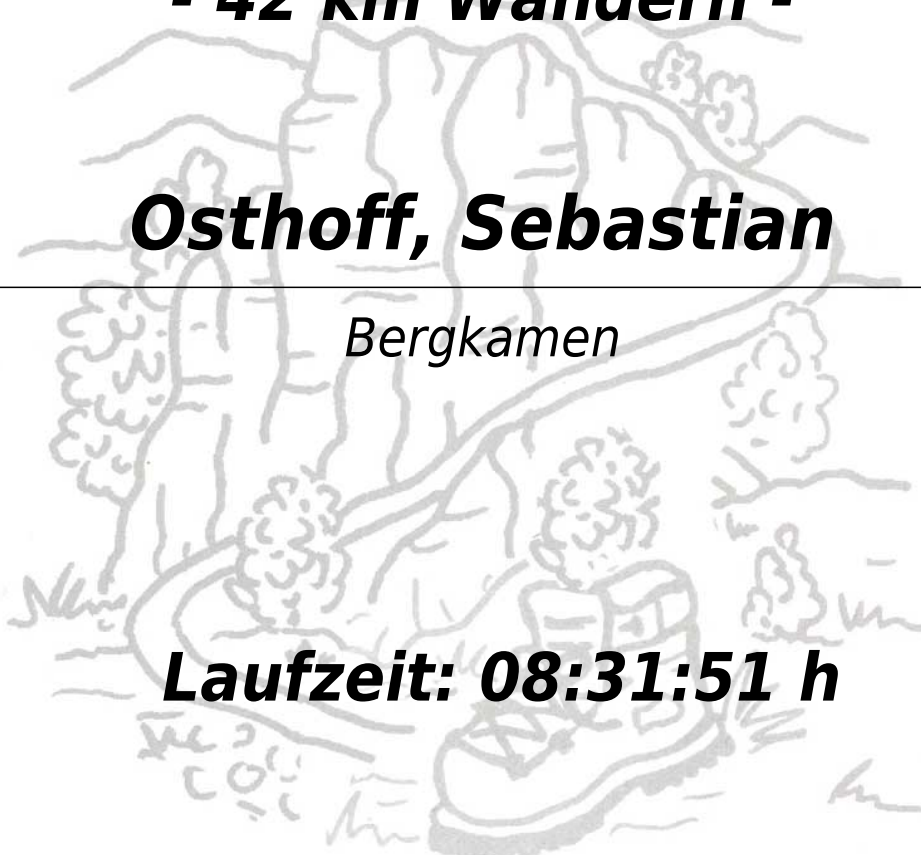 - 42 km Wandern -
Osthoff, Sebastian
Bergkamen
Laufzeit: 08:31:51 h